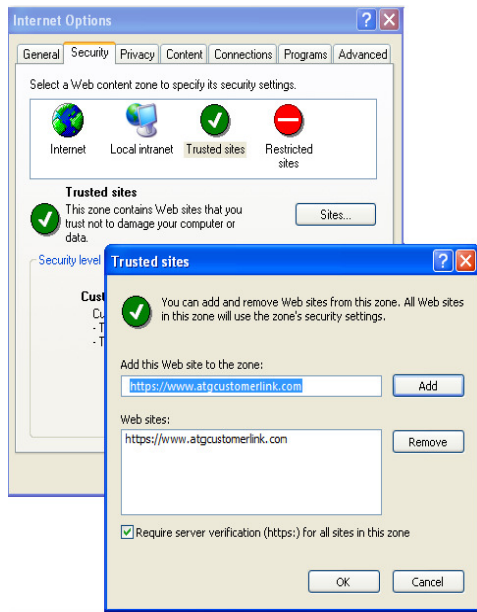 Internet Options
General Security Privacy Content Connections Programs Advanced
Select a Web content zone to specify its security settings.
Internet Local intranet Trusted sites Restricted
sites
Trusted sites
This zone contains Web sites that you
trust not to damage your computer or
data.
Sites...
Security level
Cust
Cu
- T
- T
Trusted sites
You can add and remove Web sites from this zone. All Web sites
in this zone will use the zone's security settings.
Add this Web site to the zone:
https://www.atgcustomerlink.com
Add
Web sites:
https://www.atgcustomerlink.com
Remove
Require server verification (https:) for all sites in this zone
OK Cancel